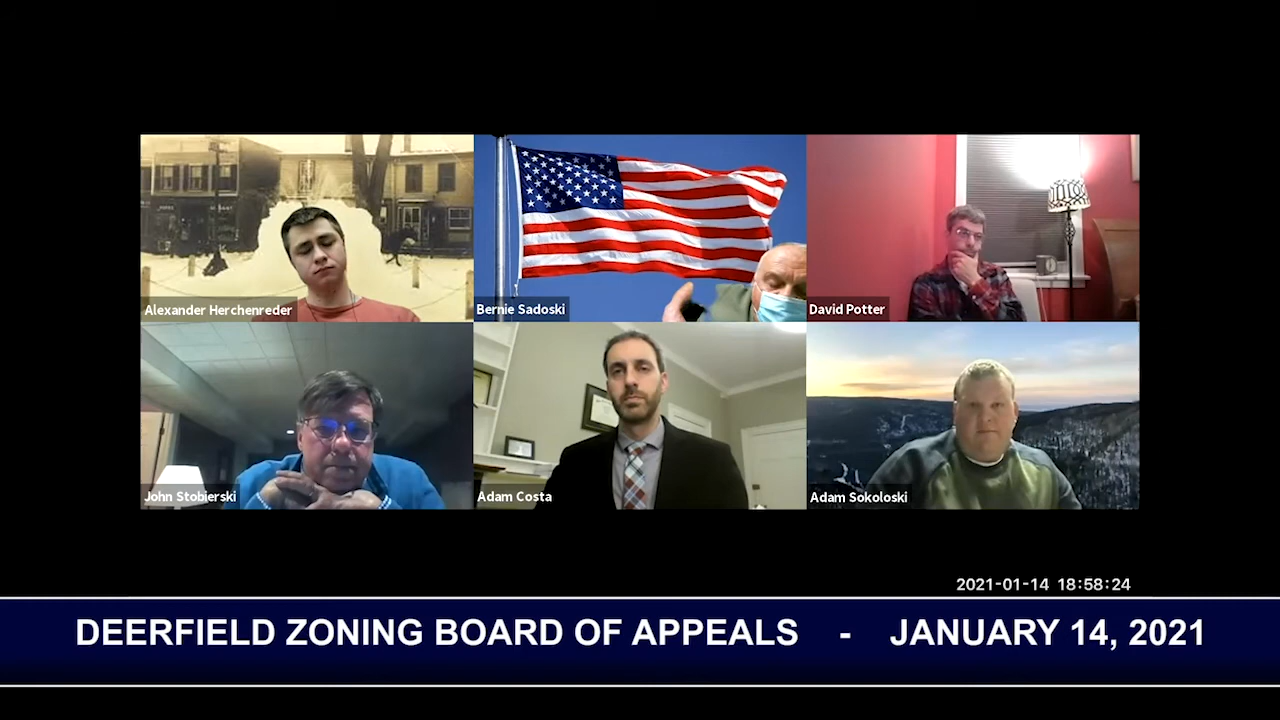 Alexander Herchenreder
Bernie Sadoski
David Potter
John Stobierski
Adam Costa
Adam Sokoloski
2021-01-14 18:58:24
DEERFIELD ZONING BOARD OF APPEALS - JANUARY 14, 2021